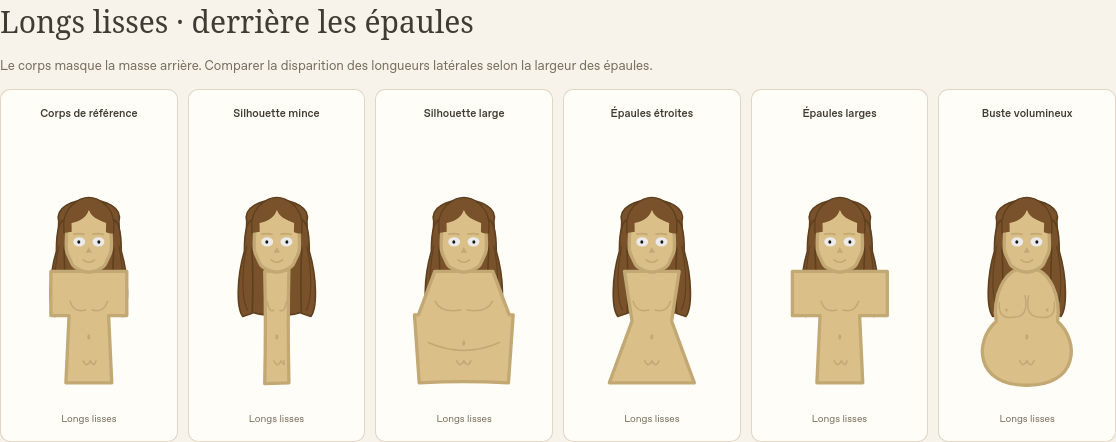 Longs lisses · derrière les épaules
Le corps masque la masse arrière. Comparer la disparition des longueurs latérales selon la largeur des épaules.
Corps de référence
Silhouette mince
Silhouette large
Épaules étroites
Épaules larges
Buste volumineux
Longs lisses
Longs lisses
Longs lisses
Longs lisses
Longs lisses
Longs lisses